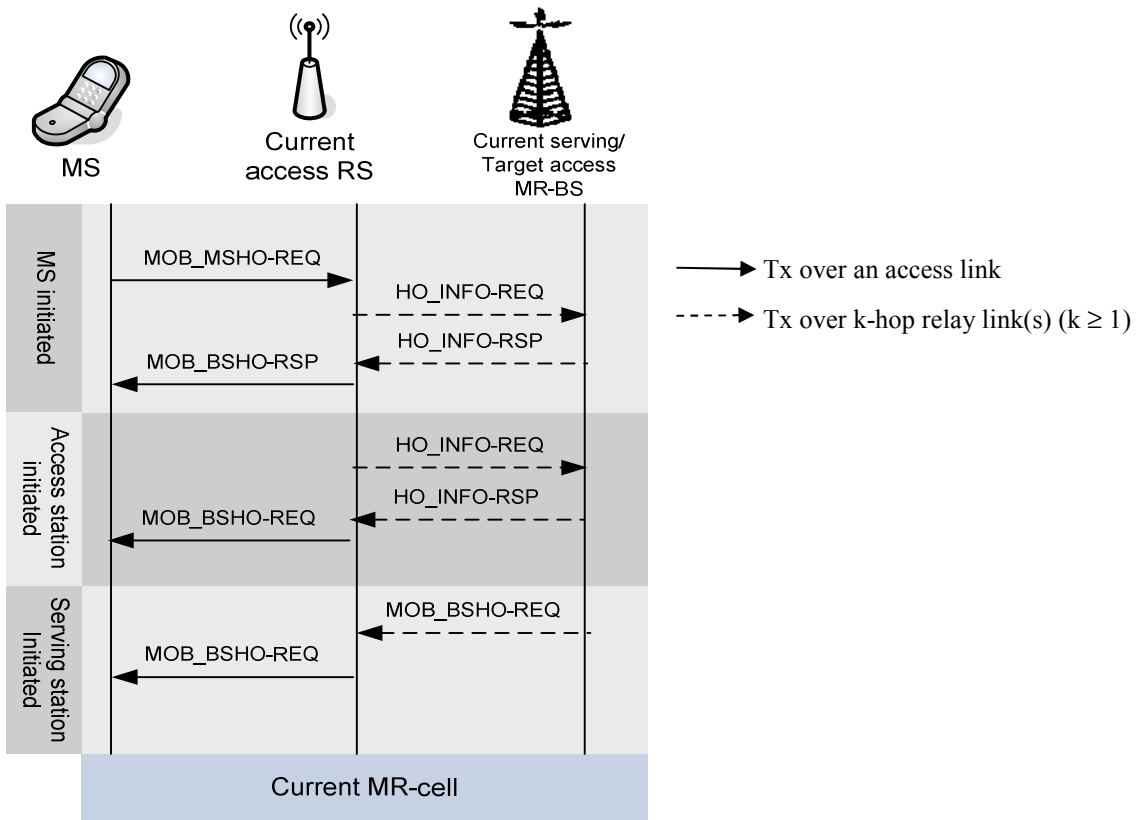 MS
Current
access RS
Current serving/
Target access
MR-BS
MS initiated
MOB_MSHO-REQ
HO_INFO-REQ
HO_INFO-RSP
MOB_BSHO-RSP
Access station
initiated
HO_INFO-REQ
HO_INFO-RSP
MOB_BSHO-REQ
Serving station
Initiated
MOB_BSHO-REQ
MOB_BSHO-REQ
Current MR-cell
Tx over an access link
Tx over k-hop relay link(s) (k ≥ 1)